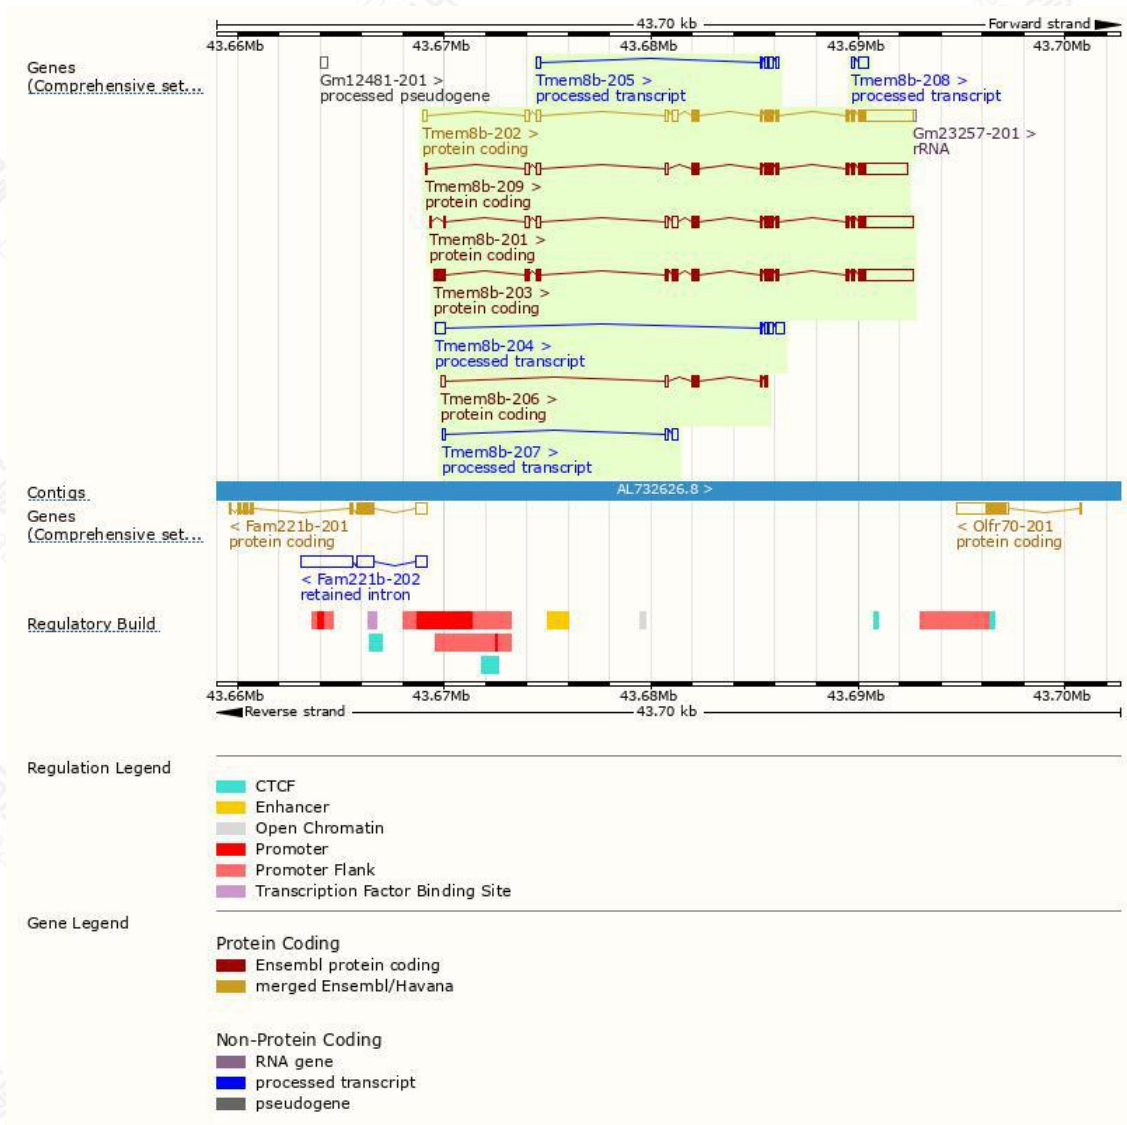 43.70 kb
Forward strand
43.66Mb 43.67Mb 43.68Mb 43.69Mb 43.70Mb
Genes
(Comprehensive set...
Gm12481-201 >
processed pseudogene
Tmem8b-205 >
processed transcript
Tmem8b-208 >
processed transcript
Tmem8b-202 >
protein coding
Gm23257-201 >
rRNA
Tmem8b-209 >
protein coding
Tmem8b-201 >
protein coding
Tmem8b-203 >
protein coding
Tmem8b-204 >
processed transcript
Tmem8b-206 >
protein coding
Tmem8b-207 >
processed transcript
Contigs
AL732626.8 >
Genes
(Comprehensive set...
< Fam221b-201
protein coding
< Olfr70-201
protein coding
< Fam221b-202
retained intron
Regulatory Build
43.66Mb 43.67Mb 43.68Mb 43.69Mb 43.70Mb
Reverse strand
43.70 kb
Regulation Legend
CTCF
Enhancer
Open Chromatin
Promoter
Promoter Flank
Transcription Factor Binding Site
Gene Legend
Protein Coding
Ensembl protein coding
merged Ensembl/Havana
Non-Protein Coding
RNA gene
processed transcript
pseudogene